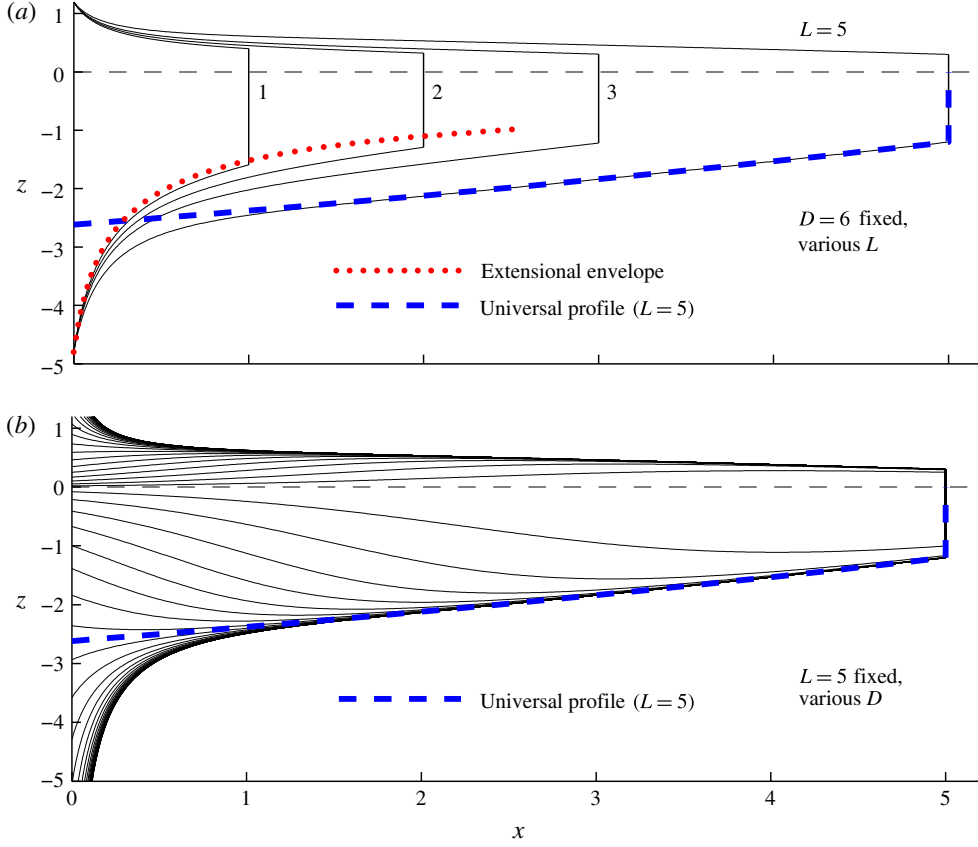 (a)
1
0
-1
-2
-3
-4
-5
z
L = 5
1
2
3
D = 6 fixed,
various L
Extensional envelope
Universal profile (L = 5)
(b)
1
0
-1
-2
-3
-4
-5
z
L = 5 fixed,
various D
Universal profile (L = 5)
0
1
2
3
4
5
x